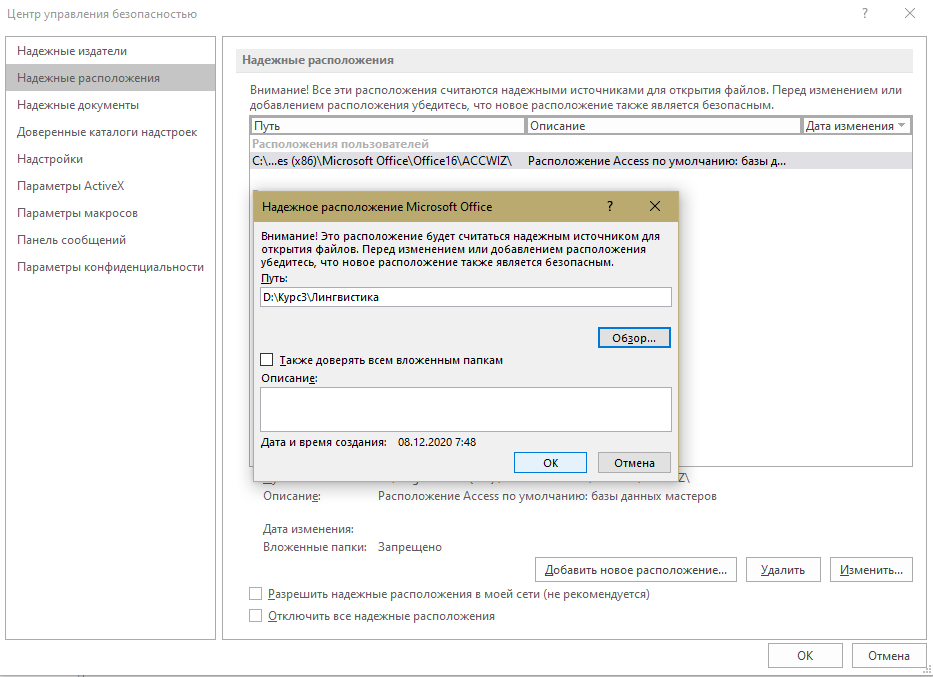 Центр управления безопасностью
?
Надежные издатели
Надежные расположения
Надежные документы
Доверенные каталоги надстроек
Надстройки
Параметры ActiveX
Параметры макросов
Панель сообщений
Параметры конфиденциальности
Надежные расположения
Внимание! Все эти расположения считаются надежными источниками для открытия файлов. Перед изменением или
добавлением расположения убедитесь, что новое расположение также является безопасным.
Путь Описание Дата изменения
Расположения пользователей
C:\...es (x86)\Microsoft Office\Office16\ACCWIZ\ Расположение Access по умолчанию: базы д...
Надежное расположение Microsoft Office ?
Внимание! Это расположение будет считаться надежным источником для
открытия файлов. Перед изменением или добавлением расположения
убедитесь, что новое расположение также является безопасным.
Путь:
D:\Курс3\Лингвистика
Обзор...
Также доверять всем вложенным папкам
Описание:
Дата и время создания: 08.12.2020 7:48
ОК Отмена
Z\
Описание: Расположение Access по умолчанию: базы данных мастеров
Дата изменения:
Вложенные папки: Запрещено
Добавить новое расположение... Удалить Изменить...
Разрешить надежные расположения в моей сети (не рекомендуется)
Отключить все надежные расположения
ОК Отмена